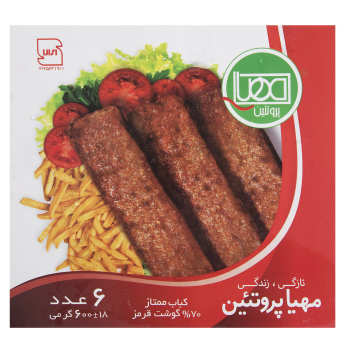 مهیا
پروتئین
تازگی ، زندگی
مهیا پروتئین
کباب ممتاز
۷۰% گوشت قرمز
۶ عدد
۶۰۰±۱۸ گرمی